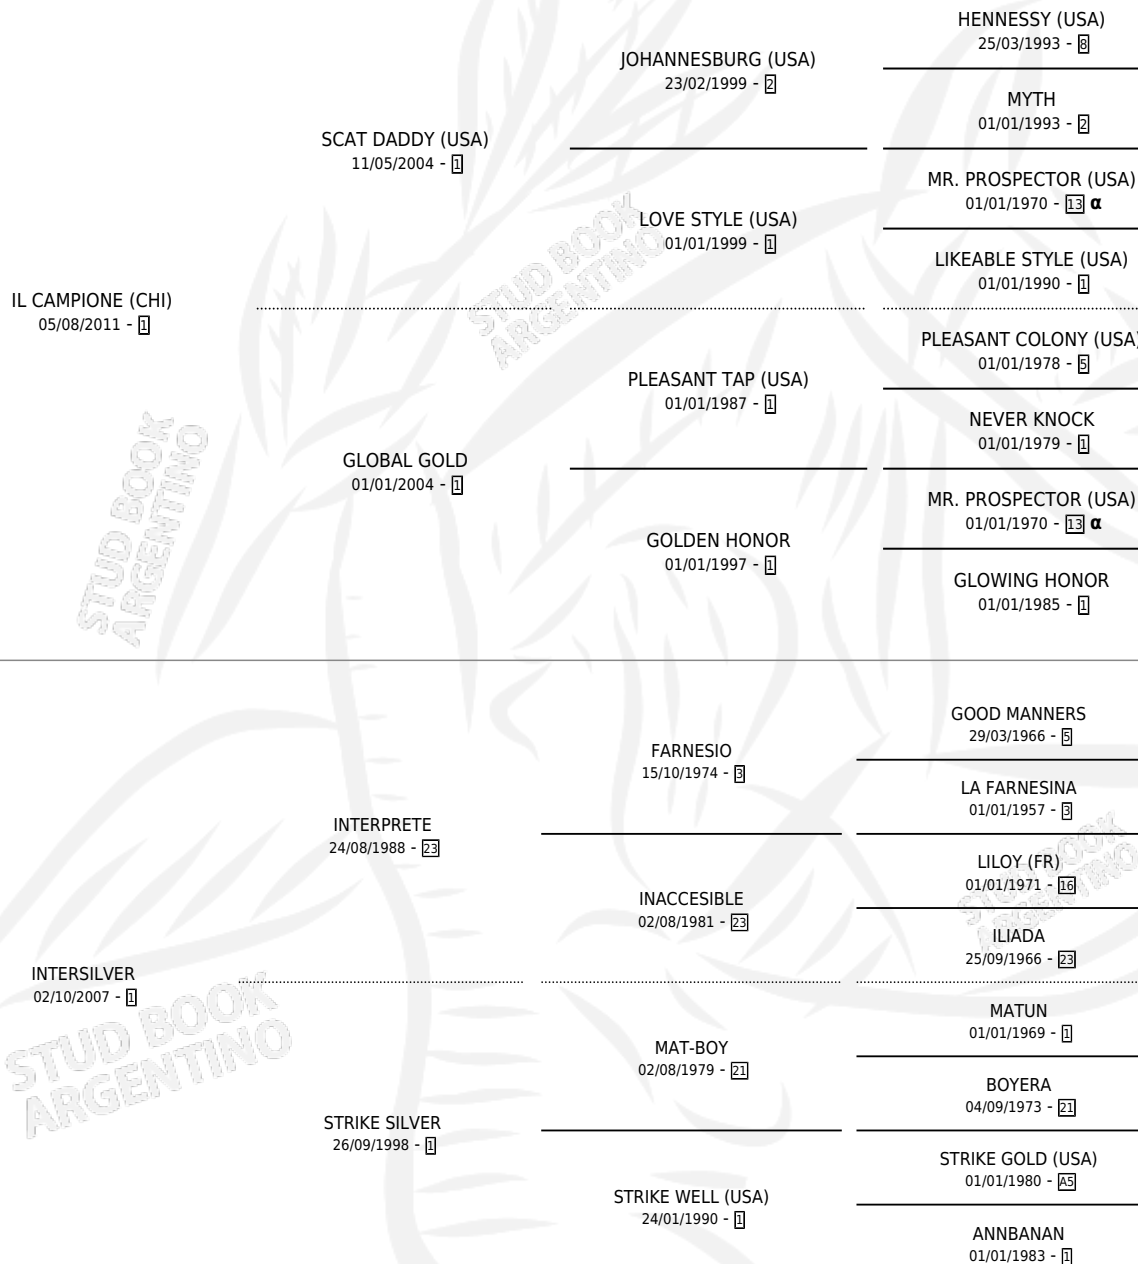 HENNESSY (USA)
25/03/1993 - 8
JOHANNESBURG (USA)
23/02/1999 - 2
MYTH
01/01/1993 - 2
SCAT DADDY (USA)
11/05/2004 - 1
MR. PROSPECTOR (USA)
01/01/1970 - 13 α
LOVE STYLE (USA)
01/01/1999 - 1
LIKEABLE STYLE (USA)
01/01/1990 - 1
STUD BOOK
ARGENTINO
IL CAMPIONE (CHI)
05/08/2011 - 1
PLEASANT COLONY (USA)
01/01/1978 - 5
PLEASANT TAP (USA)
01/01/1987 - 1
NEVER KNOCK
01/01/1979 - 1
GLOBAL GOLD
01/01/2004 - 1
MR. PROSPECTOR (USA)
01/01/1970 - 13 α
GOLDEN HONOR
01/01/1997 - 1
GLOWING HONOR
01/01/1985 - 1
STUD BOOK
ARGENTINO
GOOD MANNERS
29/03/1966 - 5
FARNESIO
15/10/1974 - 3
LA FARNESINA
01/01/1957 - 3
INTERPRETE
24/08/1988 - 23
LILOY (FR)
01/01/1971 - 16
INACCESIBLE
02/08/1981 - 23
ILIADA
25/09/1966 - 23
STUD BOOK
ARGENTINO
INTERSILVER
02/10/2007 - 1
MATUN
01/01/1969 - 1
MAT-BOY
02/08/1979 - 21
BOYERA
04/09/1973 - 21
STRIKE SILVER
26/09/1998 - 1
STRIKE GOLD (USA)
01/01/1980 - A5
STRIKE WELL (USA)
24/01/1990 - 1
ANNBANAN
01/01/1983 - 1
STUD BOOK
ARGENTINO